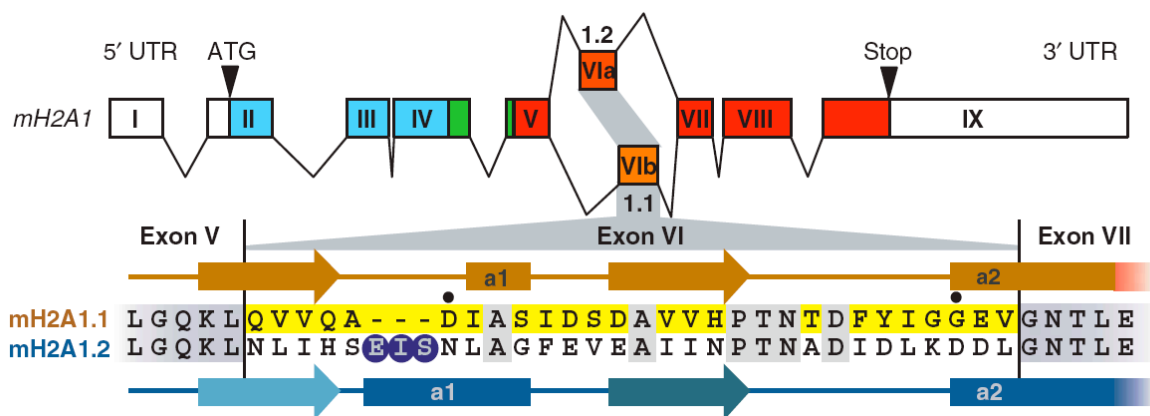 1.2
5′ UTR ATG Stop 3′ UTR
VIa
mH2A1 I II III IV V VII VIII IX
VIb
1.1
Exon V Exon VI Exon VII
a1 a2
mH2A1.1 L G Q K L Q V V Q A - - - D I A S I D S D A V V H P T N T D F Y I G G E V G N T L E
mH2A1.2 L G Q K L N L I H S E I S N L A G F E V E A I I N P T N A D I D L K D D L G N T L E
a1 a2